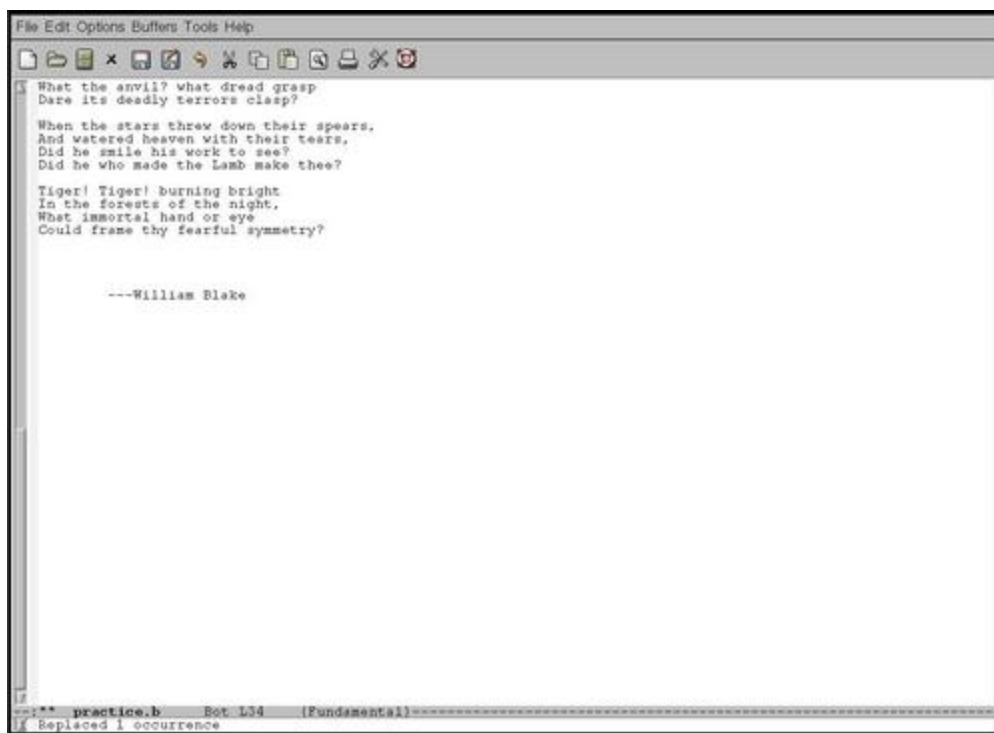 File Edit Options Buffers Tools Help
What the anvil? what dread grasp
Dare its deadly terrors clasp?
When the stars threw down their spears,
And watered heaven with their tears,
Did he smile his work to see?
Did he who made the Lamb make thee?
Tiger! Tiger! burning bright
In the forests of the night,
What immortal hand or eye
Could frame thy fearful symmetry?
---William Blake
--:** practice.b Bot L34 (Fundamental)--------------------------------------------------
Replaced 1 occurrence